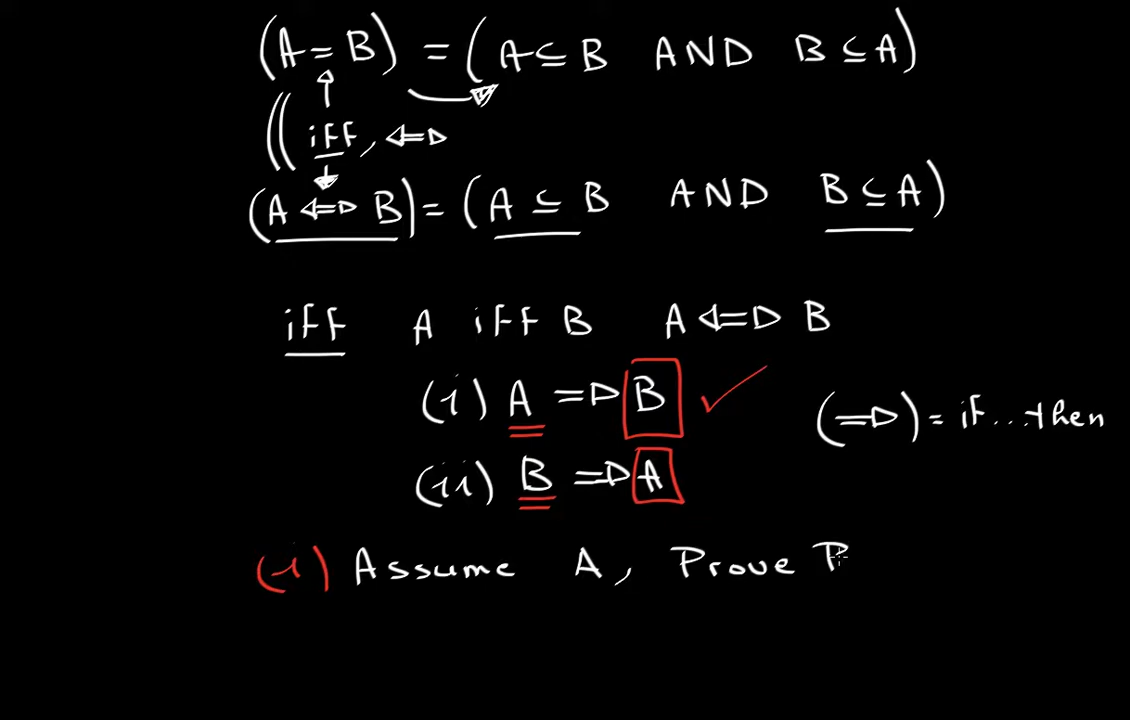 (A = B) = (A ⊆ B AND B ⊆ A)
(( iff, ⇔
(A ⇔ B) = (A ⊆ B AND B ⊆ A)
iff A iff B A ⇔ B
(i) A ⇒ B ✓
(⇒) = if...then
(ii) B ⇒ A
(i) Assume A, Prove B